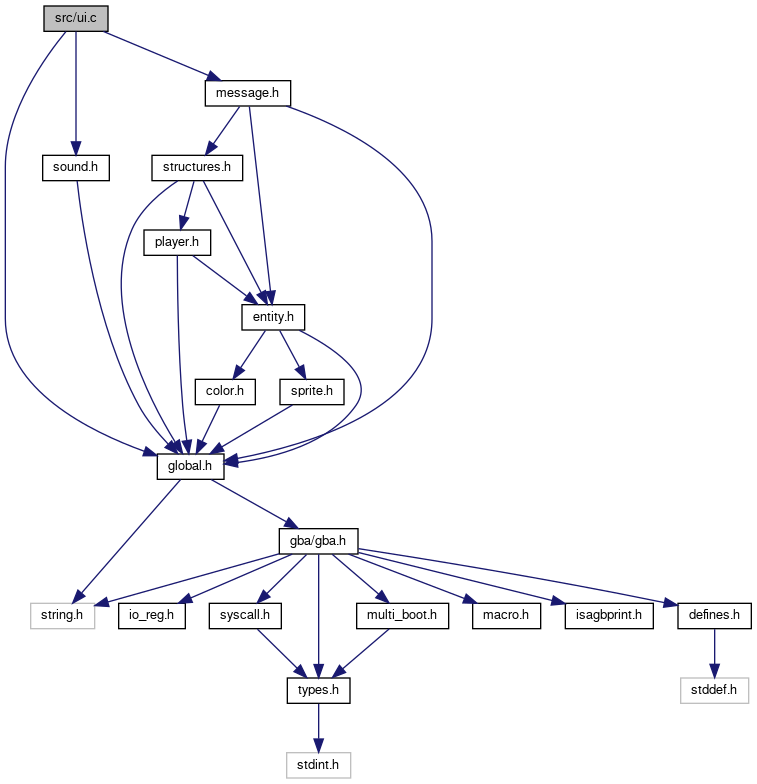 src/ui.c
message.h
sound.h
structures.h
player.h
entity.h
color.h
sprite.h
global.h
gba/gba.h
string.h
io_reg.h
syscall.h
multi_boot.h
macro.h
isagbprint.h
defines.h
types.h
stddef.h
stdint.h